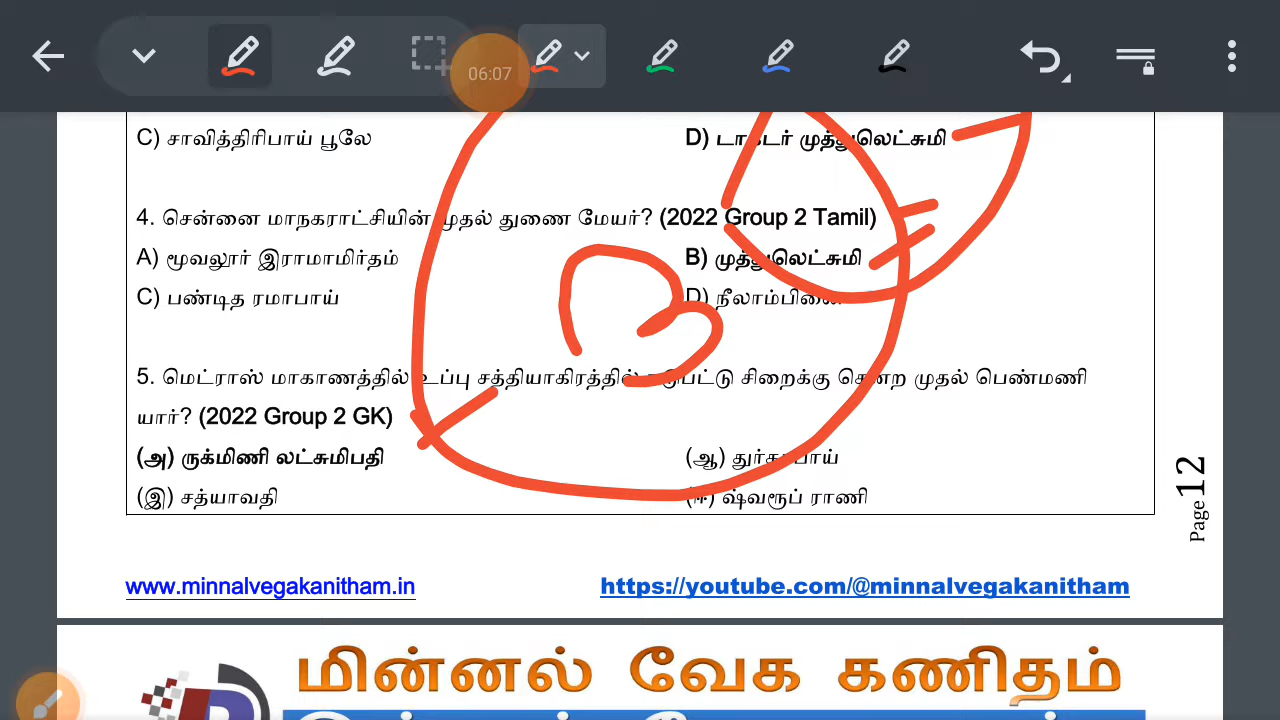 06:07
C) சாவித்திரிபாய் பூலே D) டாக்டர் முத்துலெட்சுமி
4. சென்னை மாநகராட்சியின் முதல் துணை மேயர்? (2022 Group 2 Tamil)
A) மூவலூர் இராமாமிர்தம் B) முத்துலெட்சுமி
C) பண்டித ரமாபாய் D) நீலாம்பிகை
5. மெட்ராஸ் மாகாணத்தில் உப்பு சத்தியாகிரத்தில் ஈடுபட்டு சிறைக்கு சென்ற முதல் பெண்மணி
யார்? (2022 Group 2 GK)
(அ) ருக்மிணி லட்சுமிபதி (ஆ) துர்காபாய்
(இ) சத்யாவதி (ஈ) ஷ்வரூப் ராணி
Page 12
www.minnalvegakanitham.in https://youtube.com/@minnalvegakanitham
மின்னல் வேக கணிதம்